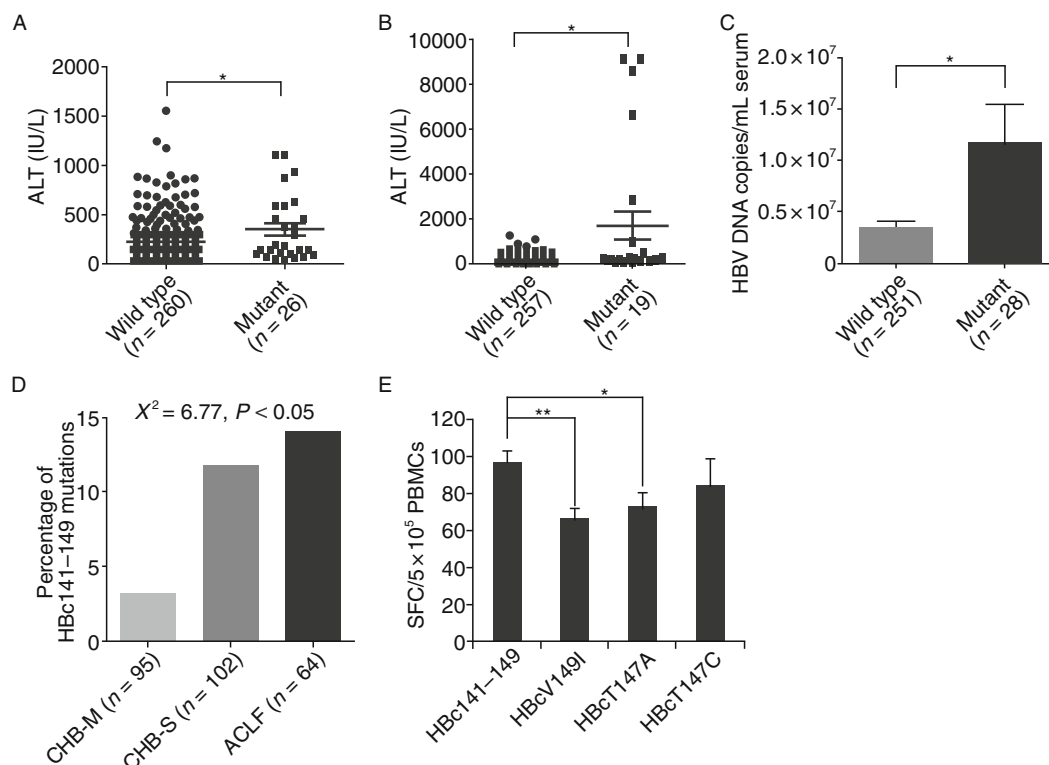 A
ALT (IU/L)
2000
1500
1000
500
0
*
Wild type
(n = 260)
Mutant
(n = 26)
B
ALT (IU/L)
10000
8000
6000
4000
2000
0
*
Wild type
(n = 257)
Mutant
(n = 19)
C
HBV DNA copies/mL serum
2.0 × 10⁷
1.5 × 10⁷
1.0 × 10⁷
0.5 × 10⁷
0
*
Wild type
(n = 251)
Mutant
(n = 28)
D
X² = 6.77, P < 0.05
Percentage of
HBc141–149 mutations
15
10
5
0
CHB-M (n = 95)
CHB-S (n = 102)
ACLF (n = 64)
E
SFC/5 × 10⁵ PBMCs
120
100
80
60
40
20
0
**
*
HBc141–149
HBcV149I
HBcT147A
HBcT147C